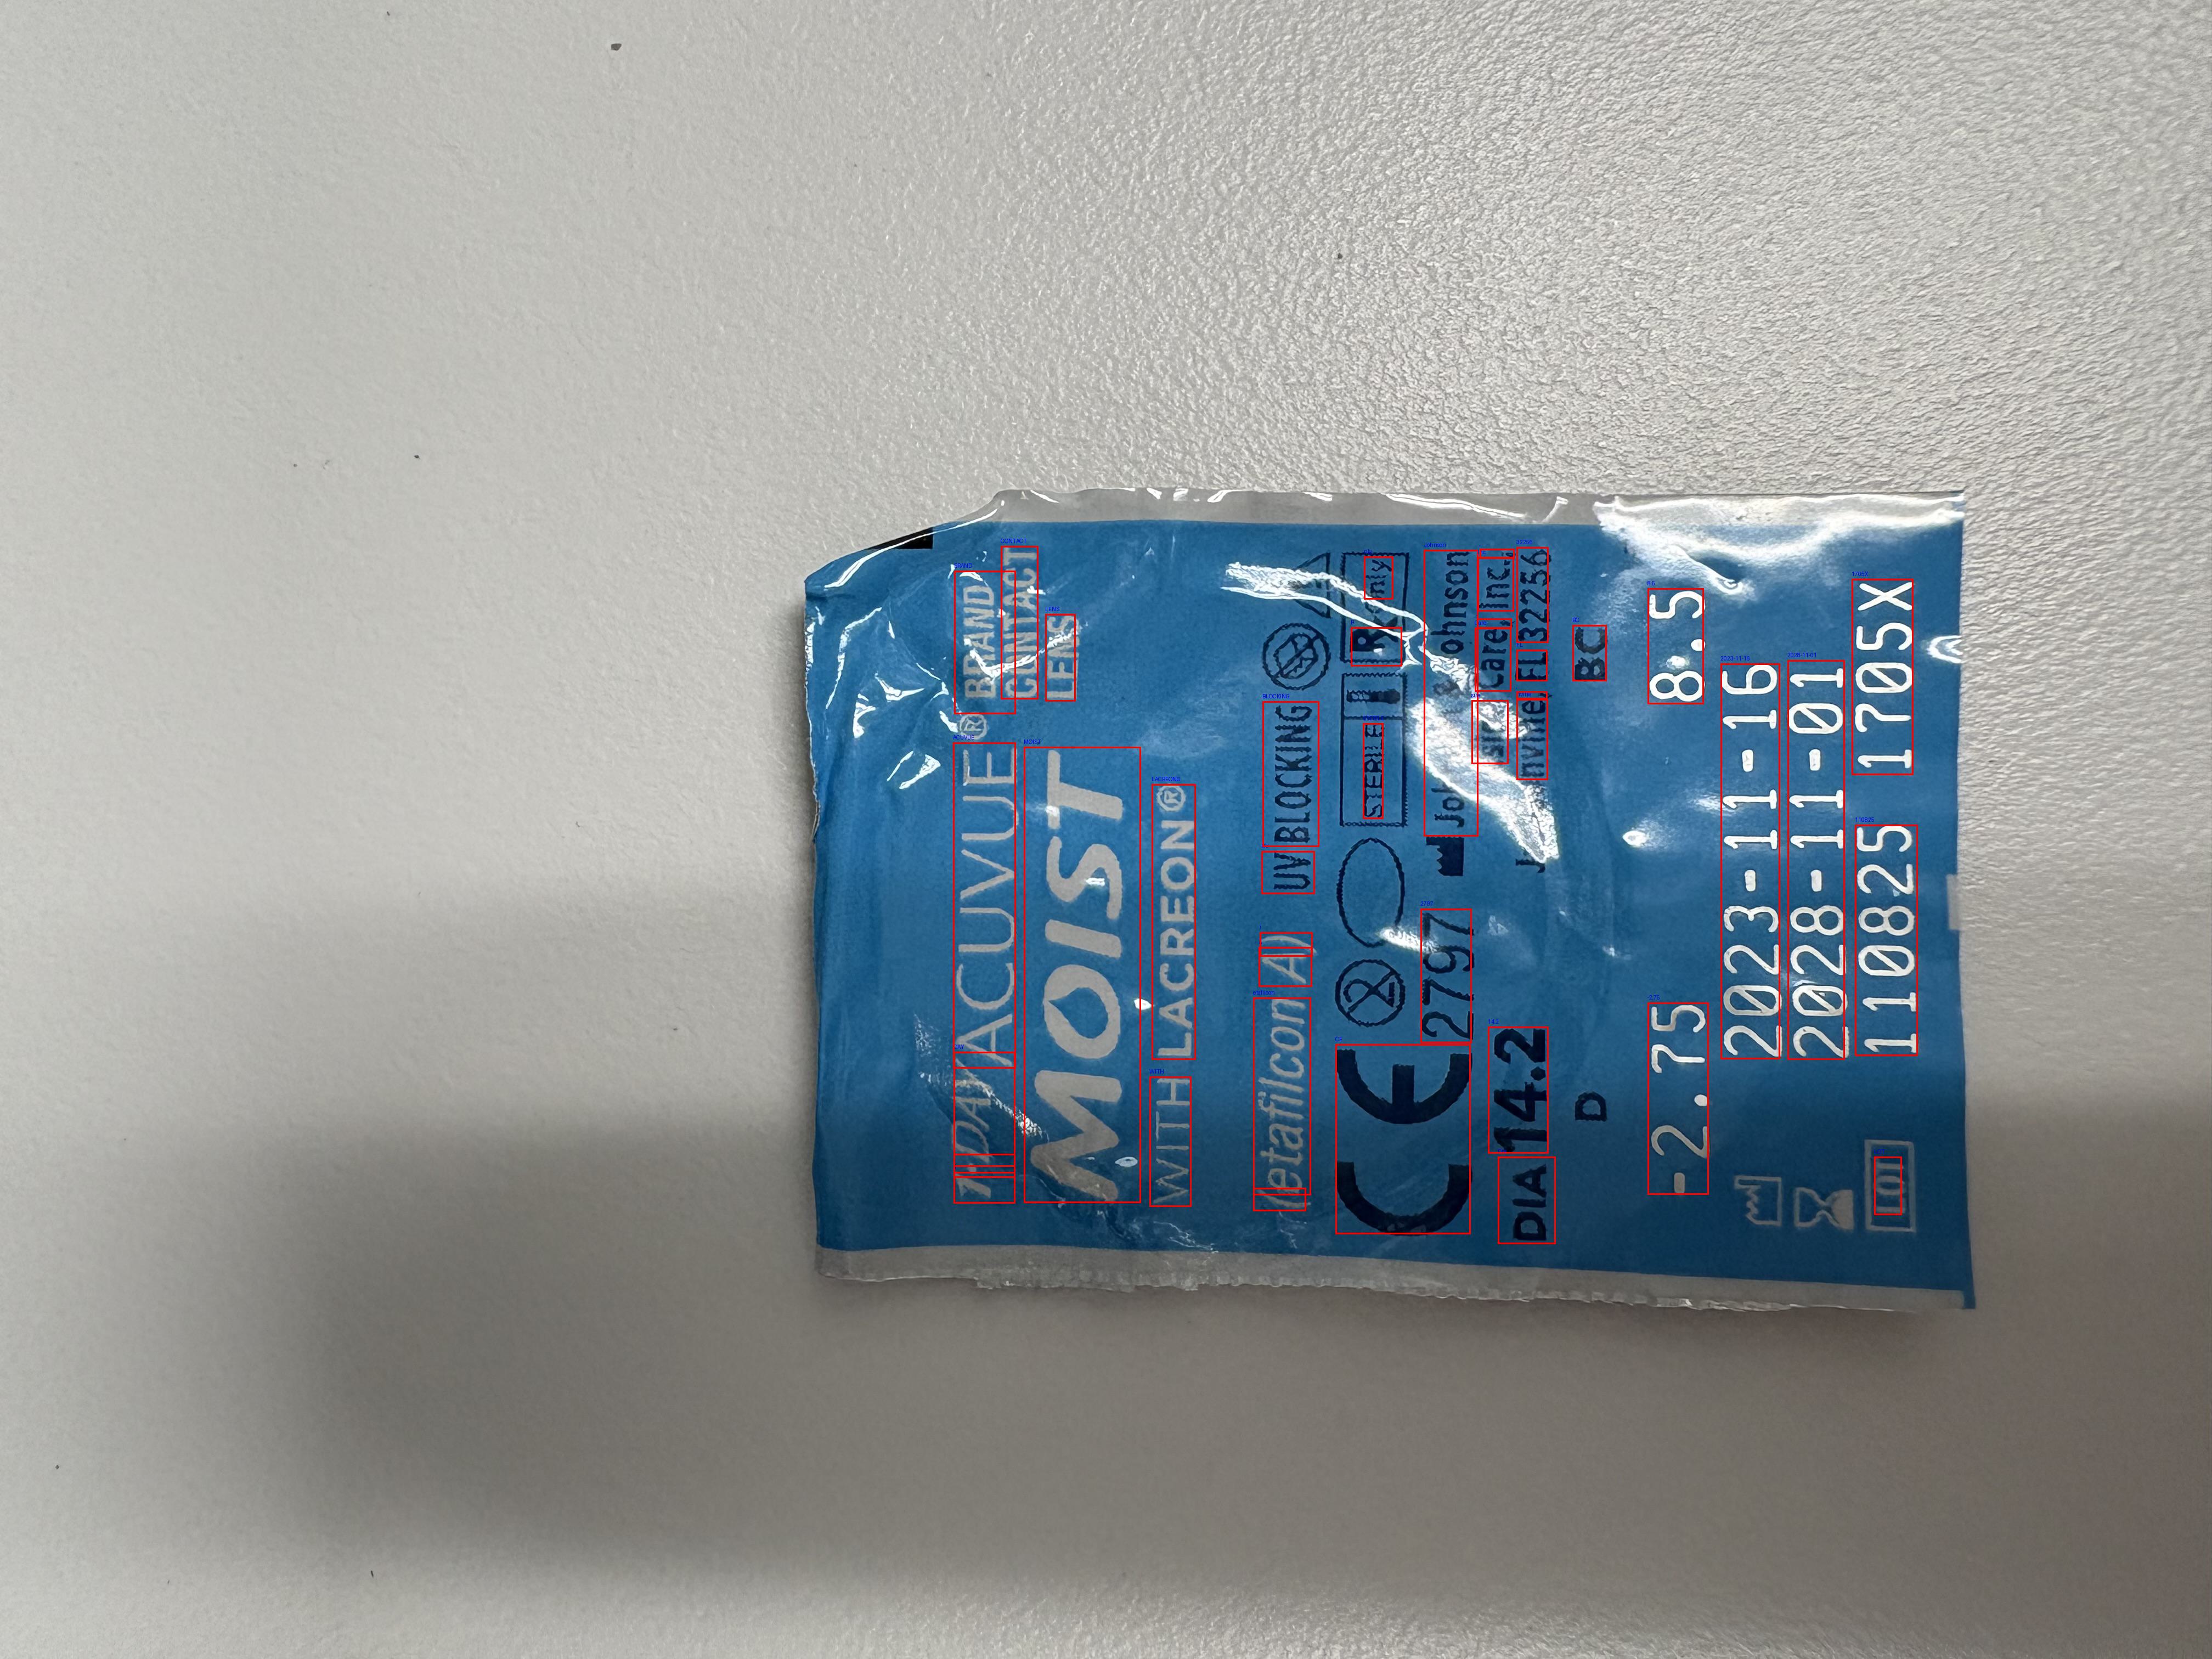 1•DAY ACUVUE® BRAND
CONTACT
LENS
MOIST
WITH LACREON®
(etafilcon A) UV BLOCKING
CE 2797
STERILE Rx only
Johnson & Johnson
Care, Inc.
FL 32256
DIA 14.2
D BC
-2.75 8.5
2023-11-16
2028-11-01
LOT 110825 1705X